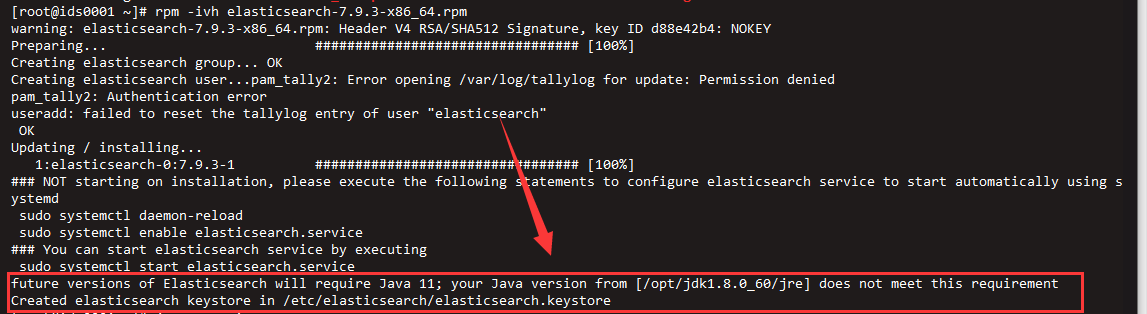 [root@ids0001 ~]# rpm -ivh elasticsearch-7.9.3-x86_64.rpm
warning: elasticsearch-7.9.3-x86_64.rpm: Header V4 RSA/SHA512 Signature, key ID d88e42b4: NOKEY
Preparing...                          ################################# [100%]
Creating elasticsearch group... OK
Creating elasticsearch user...pam_tally2: Error opening /var/log/tallylog for update: Permission denied
pam_tally2: Authentication error
useradd: failed to reset the tallylog entry of user "elasticsearch"
 OK
Updating / installing...
   1:elasticsearch-0:7.9.3-1          ################################# [100%]
### NOT starting on installation, please execute the following statements to configure elasticsearch service to start automatically using s
ystemd
 sudo systemctl daemon-reload
 sudo systemctl enable elasticsearch.service
### You can start elasticsearch service by executing
 sudo systemctl start elasticsearch.service
future versions of Elasticsearch will require Java 11; your Java version from [/opt/jdk1.8.0_60/jre] does not meet this requirement
Created elasticsearch keystore in /etc/elasticsearch/elasticsearch.keystore